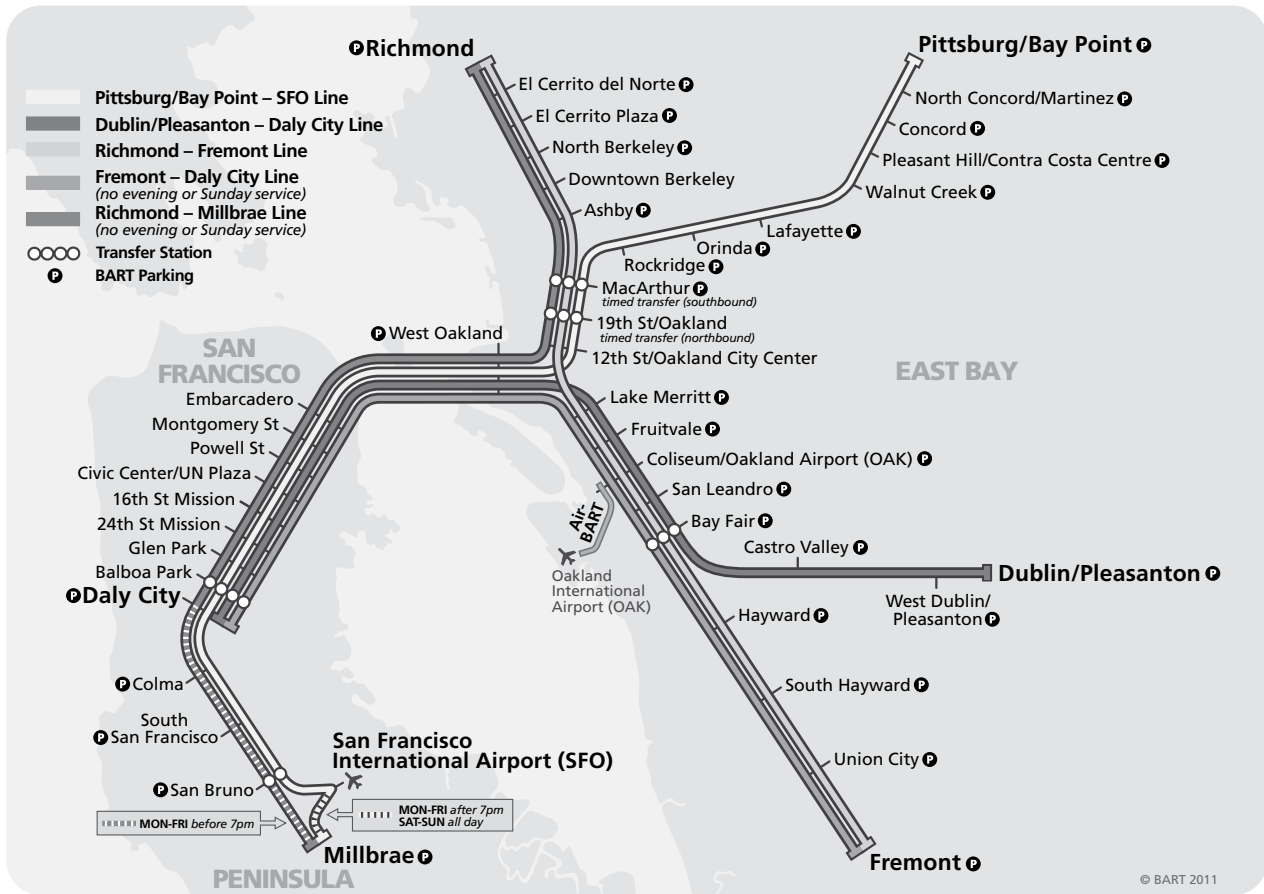 Richmond
Pittsburg/Bay Point
El Cerrito del Norte
El Cerrito Plaza
North Berkeley
Downtown Berkeley
Ashby
North Concord/Martinez
Concord
Pleasant Hill/Contra Costa Centre
Walnut Creek
Lafayette
Orinda
Rockridge
Pittsburg/Bay Point – SFO Line
Dublin/Pleasanton – Daly City Line
Richmond – Fremont Line
Fremont – Daly City Line
(no evening or Sunday service)
Richmond – Millbrae Line
(no evening or Sunday service)
Transfer Station
P
BART Parking
MacArthur
timed transfer (southbound)
19th St/Oakland
timed transfer (northbound)
12th St/Oakland City Center
West Oakland
SAN
FRANCISCO
EAST BAY
Embarcadero
Montgomery St
Powell St
Civic Center/UN Plaza
16th St Mission
24th St Mission
Glen Park
Balboa Park
Daly City
Lake Merritt
Fruitvale
Coliseum/Oakland Airport (OAK)
San Leandro
Bay Fair
Castro Valley
Dublin/Pleasanton
West Dublin/
Pleasanton
Air-
BART
Oakland
International
Airport (OAK)
Hayward
South Hayward
Union City
Fremont
Colma
South
San Francisco
San Bruno
San Francisco
International Airport (SFO)
MON-FRI before 7pm
MON-FRI after 7pm
SAT-SUN all day
Millbrae
PENINSULA
© BART 2011